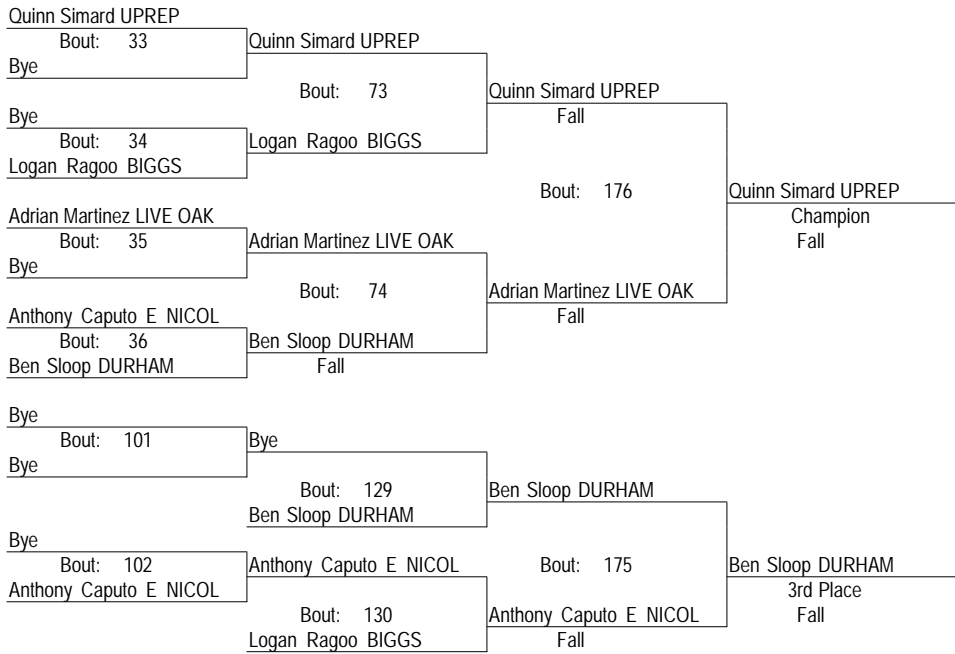 Quinn Simard UPREP
Bout: 33 Quinn Simard UPREP
Bye
Bout: 73 Quinn Simard UPREP
Bye Fall
Bout: 34 Logan Ragoo BIGGS
Logan Ragoo BIGGS
Bout: 176 Quinn Simard UPREP
Adrian Martinez LIVE OAK Champion
Bout: 35 Adrian Martinez LIVE OAK Fall
Bye
Bout: 74 Adrian Martinez LIVE OAK
Anthony Caputo E NICOL Fall
Bout: 36 Ben Sloop DURHAM
Ben Sloop DURHAM Fall
Bye
Bout: 101 Bye
Bye
Bout: 129 Ben Sloop DURHAM
Ben Sloop DURHAM
Bye
Bout: 102 Anthony Caputo E NICOL Bout: 175 Ben Sloop DURHAM
Anthony Caputo E NICOL 3rd Place
Bout: 130 Anthony Caputo E NICOL Fall
Logan Ragoo BIGGS Fall